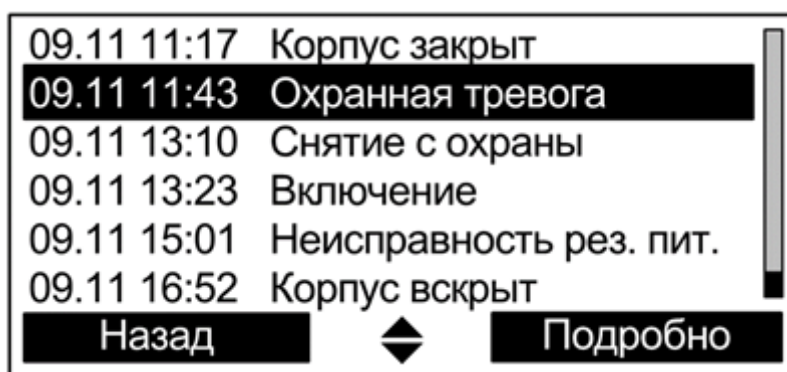 09.11 11:17 Корпус закрыт
09.11 11:43 Охранная тревога
09.11 13:10 Снятие с охраны
09.11 13:23 Включение
09.11 15:01 Неисправность рез. пит.
09.11 16:52 Корпус вскрыт
Назад Подробно